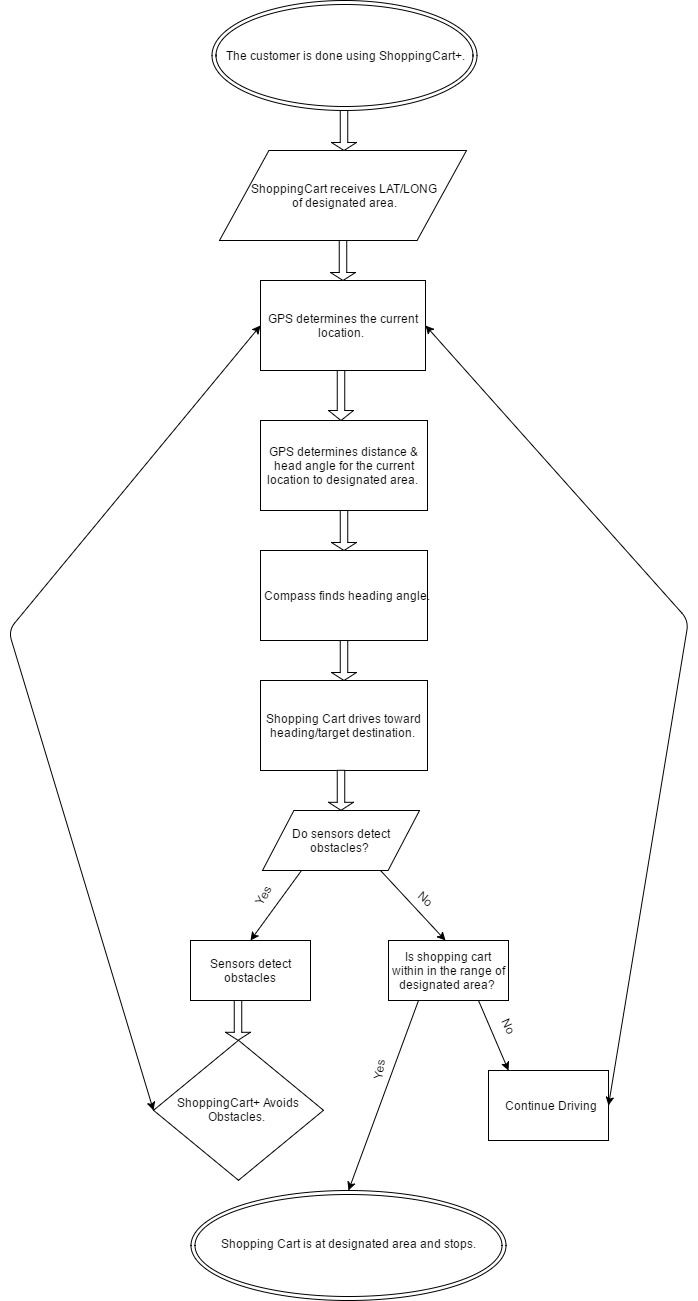 The customer is done using ShoppingCart+.
ShoppingCart receives LAT/LONG
of designated area.
GPS determines the current
location.
GPS determines distance &
head angle for the current
location to designated area.
Compass finds heading angle.
Shopping Cart drives toward
heading/target destination.
Do sensors detect
obstacles?
Yes
No
Sensors detect
obstacles
Is shopping cart
within in the range of
designated area?
Yes
No
ShoppingCart+ Avoids
Obstacles.
Continue Driving
Shopping Cart is at designated area and stops.